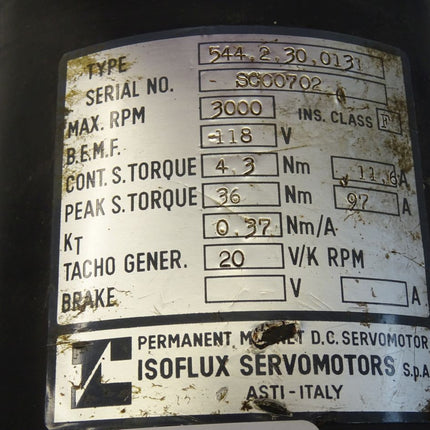 TYPE 544.2.30.0131
SERIAL NO. SG00702
MAX. RPM 3000 INS. CLASS F
B.E.M.F. 118 V
CONT. S. TORQUE 4,3 Nm 11,6 A
PEAK S. TORQUE 36 Nm 97 A
KT 0.37 Nm/A
TACHO GENER. 20 V/K RPM
BRAKE V A
PERMANENT D.C. SERVOMOTOR
ISOFLUX SERVOMOTORS S.p.A
ASTI - ITALY